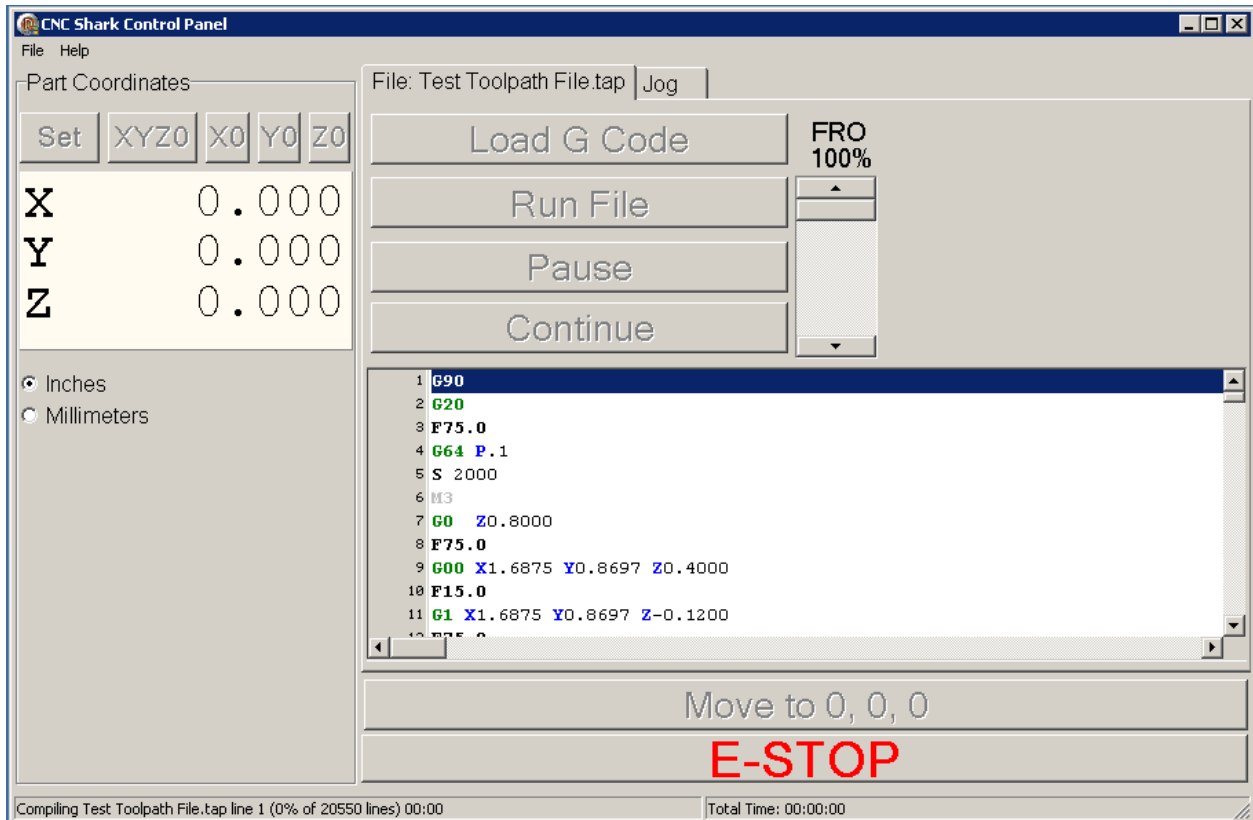 CNC Shark Control Panel
File Help
Part Coordinates
Set XYZ0 X0 Y0 Z0
X 0.000
Y 0.000
Z 0.000
Inches
Millimeters
File: Test Toolpath File.tap Jog
Load G Code
Run File
Pause
Continue
FRO
100%
1 G90
2 G20
3 F75.0
4 G64 P.1
5 S 2000
6 M3
7 G0 Z0.8000
8 F75.0
9 G00 X1.6875 Y0.8697 Z0.4000
10 F15.0
11 G1 X1.6875 Y0.8697 Z-0.1200
12 F75.0
Move to 0, 0, 0
E-STOP
Compiling Test Toolpath File.tap line 1 (0% of 20550 lines) 00:00
Total Time: 00:00:00